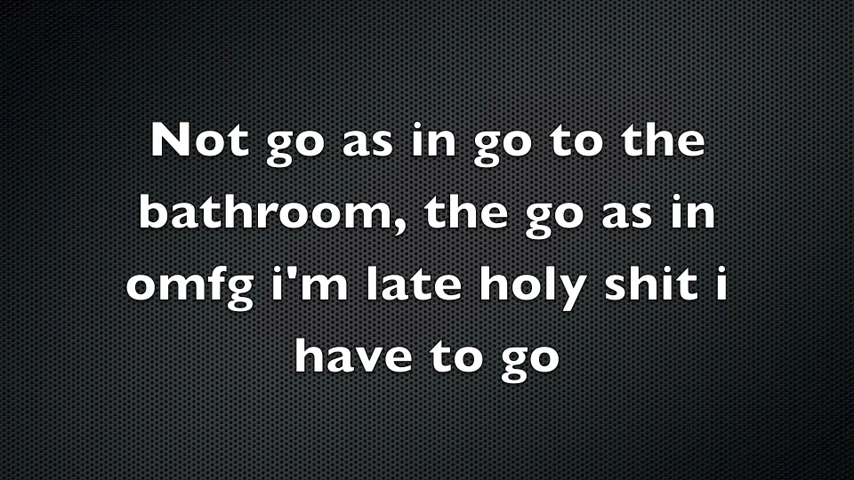 Not go as in go to the
bathroom, the go as in
omfg i'm late holy shit i
have to go